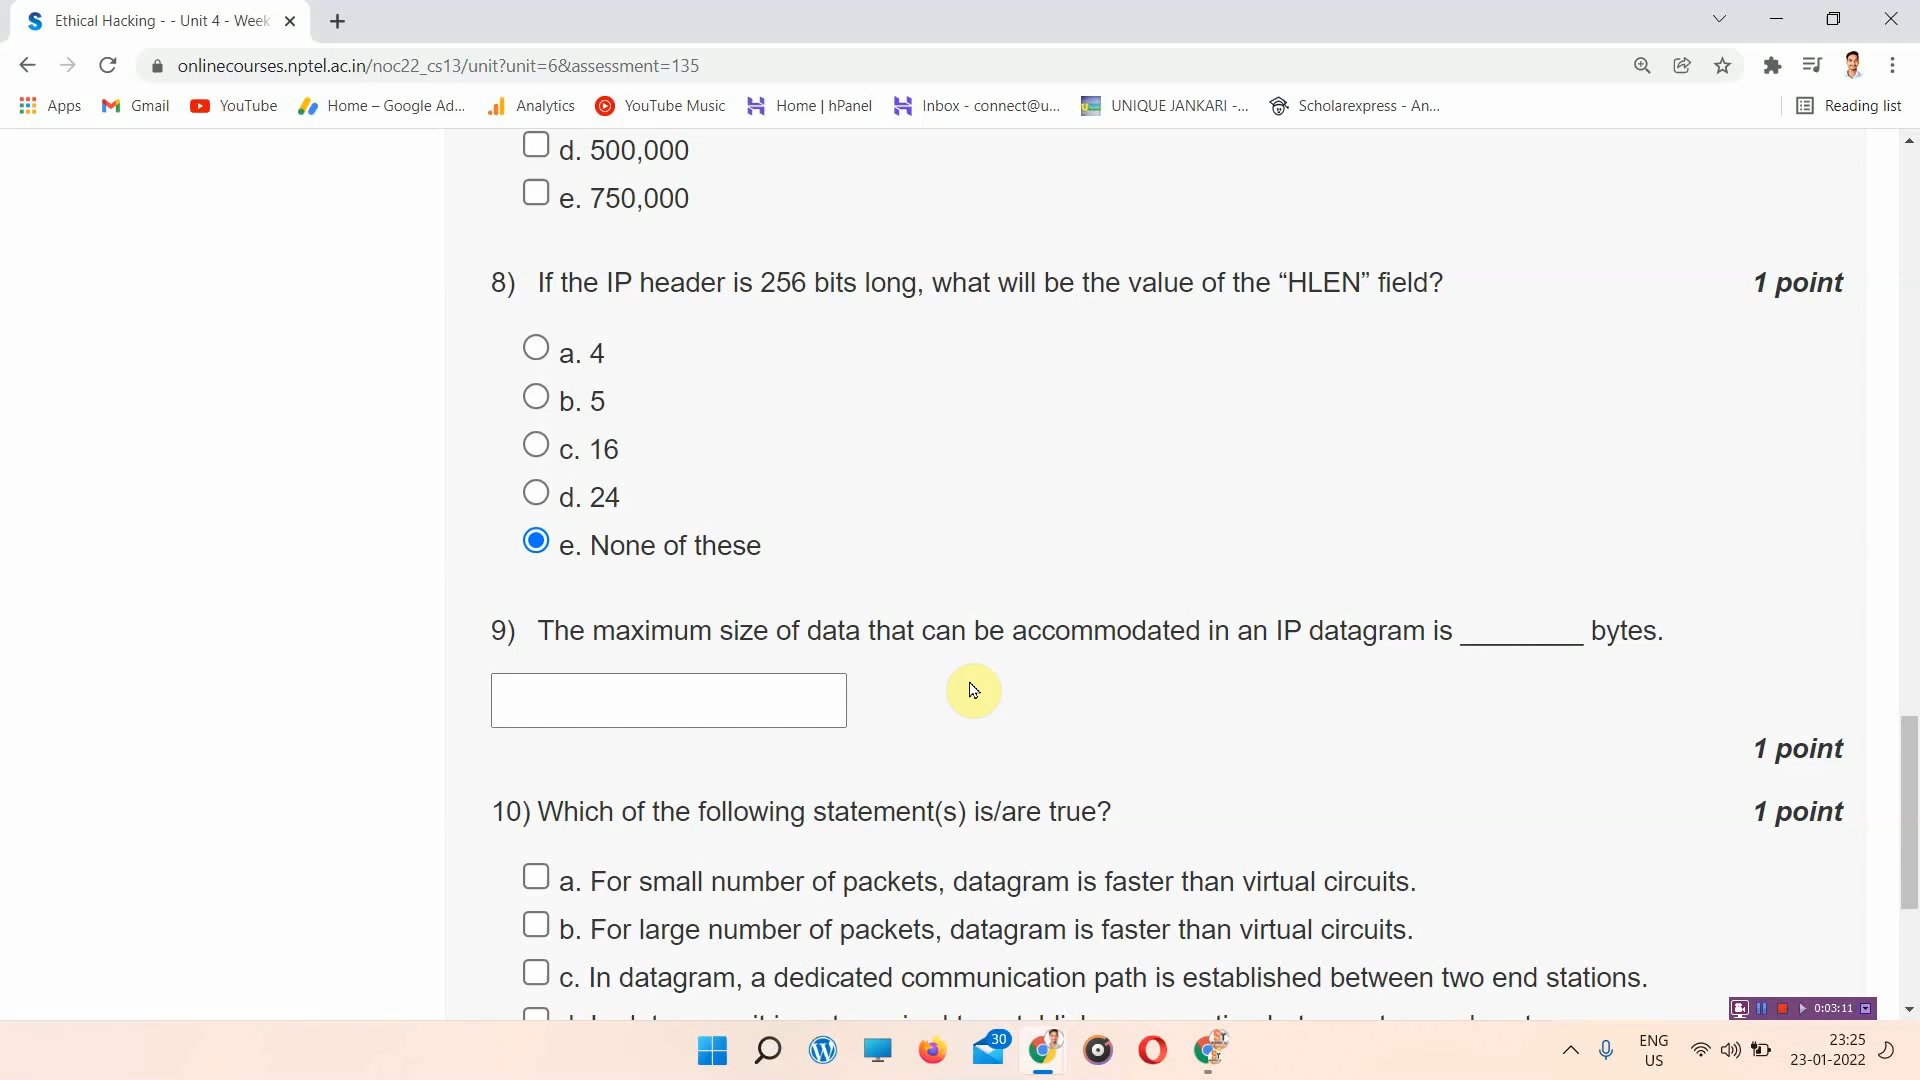 Ethical Hacking - - Unit 4 - Week
onlinecourses.nptel.ac.in/noc22_cs13/unit?unit=6&assessment=135
Apps Gmail YouTube Home – Google Ad... Analytics YouTube Music Home | hPanel Inbox - connect@u... UNIQUE JANKARI -... Scholarexpress - An... Reading list
d. 500,000
e. 750,000
8) If the IP header is 256 bits long, what will be the value of the “HLEN” field? 1 point
a. 4
b. 5
c. 16
d. 24
e. None of these
9) The maximum size of data that can be accommodated in an IP datagram is ________ bytes.
1 point
10) Which of the following statement(s) is/are true? 1 point
a. For small number of packets, datagram is faster than virtual circuits.
b. For large number of packets, datagram is faster than virtual circuits.
c. In datagram, a dedicated communication path is established between two end stations.
0:03:11
30
ENG
US
23:25
23-01-2022